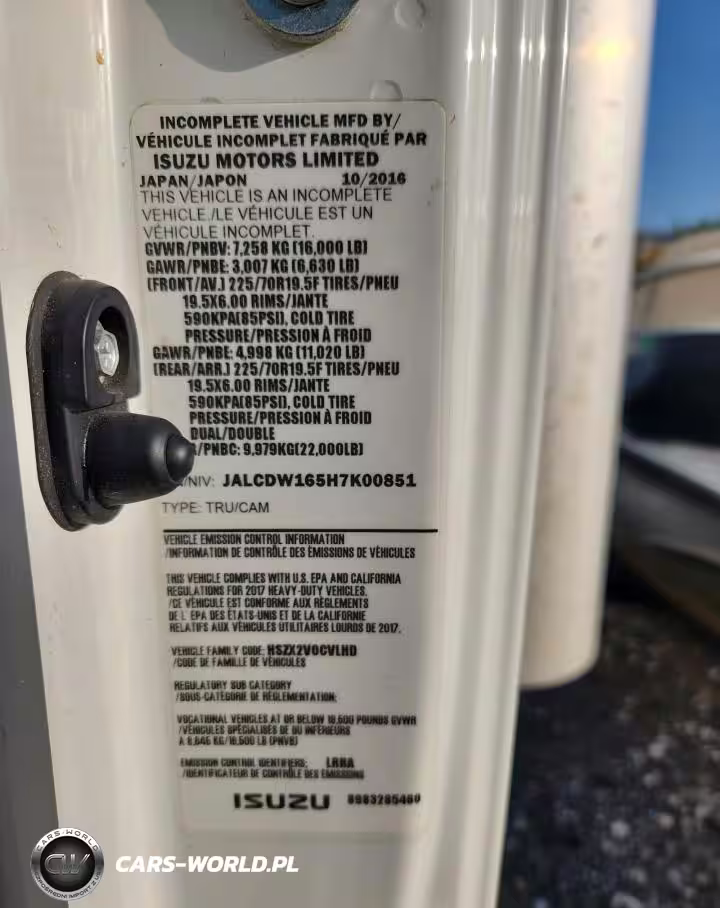 INCOMPLETE VEHICLE MFD BY/
VÉHICULE INCOMPLET FABRIQUÉ PAR
ISUZU MOTORS LIMITED
JAPAN/JAPON 10/2016
THIS VEHICLE IS AN INCOMPLETE
VEHICLE./LE VÉHICULE EST UN
VÉHICULE INCOMPLET.
GVWR/PNBV: 7,258 KG (16,000 LB)
GAWR/PNBE: 3,007 KG (6,630 LB)
(FRONT/AV.) 225/70R19.5F TIRES/PNEU
19.5X6.00 RIMS/JANTE
590KPA(85PSI), COLD TIRE
PRESSURE/PRESSION À FROID
GAWR/PNBE: 4,998 KG (11,020 LB)
(REAR/ARR.) 225/70R19.5F TIRES/PNEU
19.5X6.00 RIMS/JANTE
590KPA(85PSI), COLD TIRE
PRESSURE/PRESSION À FROID
DUAL/DOUBLE
/PNBC: 9,979KG(22,000LB)
/NIV: JALCDW165H7K00851
TYPE: TRU/CAM
VEHICLE EMISSION CONTROL INFORMATION
/INFORMATION DE CONTRÔLE DES ÉMISSIONS DE VÉHICULES
THIS VEHICLE COMPLIES WITH U.S. EPA AND CALIFORNIA
REGULATIONS FOR 2017 HEAVY-DUTY VEHICLES.
/CE VÉHICULE EST CONFORME AUX RÈGLEMENTS
DE L'EPA DES ÉTATS-UNIS ET DE LA CALIFORNIE
RELATIFS AUX VÉHICULES UTILITAIRES LOURDS DE 2017.
VEHICLE FAMILY CODE: HSZX2VOCVLHD
/CODE DE FAMILLE DE VÉHICULES
REGULATORY SUB CATEGORY
/SOUS-CATÉGORIE DE RÉGLEMENTATION:
VOCATIONAL VEHICLES AT OR BELOW 19,500 POUNDS GVWR
/VÉHICULES SPÉCIALISÉS DE OU INFÉRIEURS
À 8,845 KG/19,500 LB (PNVB)
EMISSION CONTROL IDENTIFIERS: LRRA
/IDENTIFICATEUR DE CONTRÔLE DES ÉMISSIONS
ISUZU 8983285460
CARS-WORLD
CW
CARS-WORLD.PL